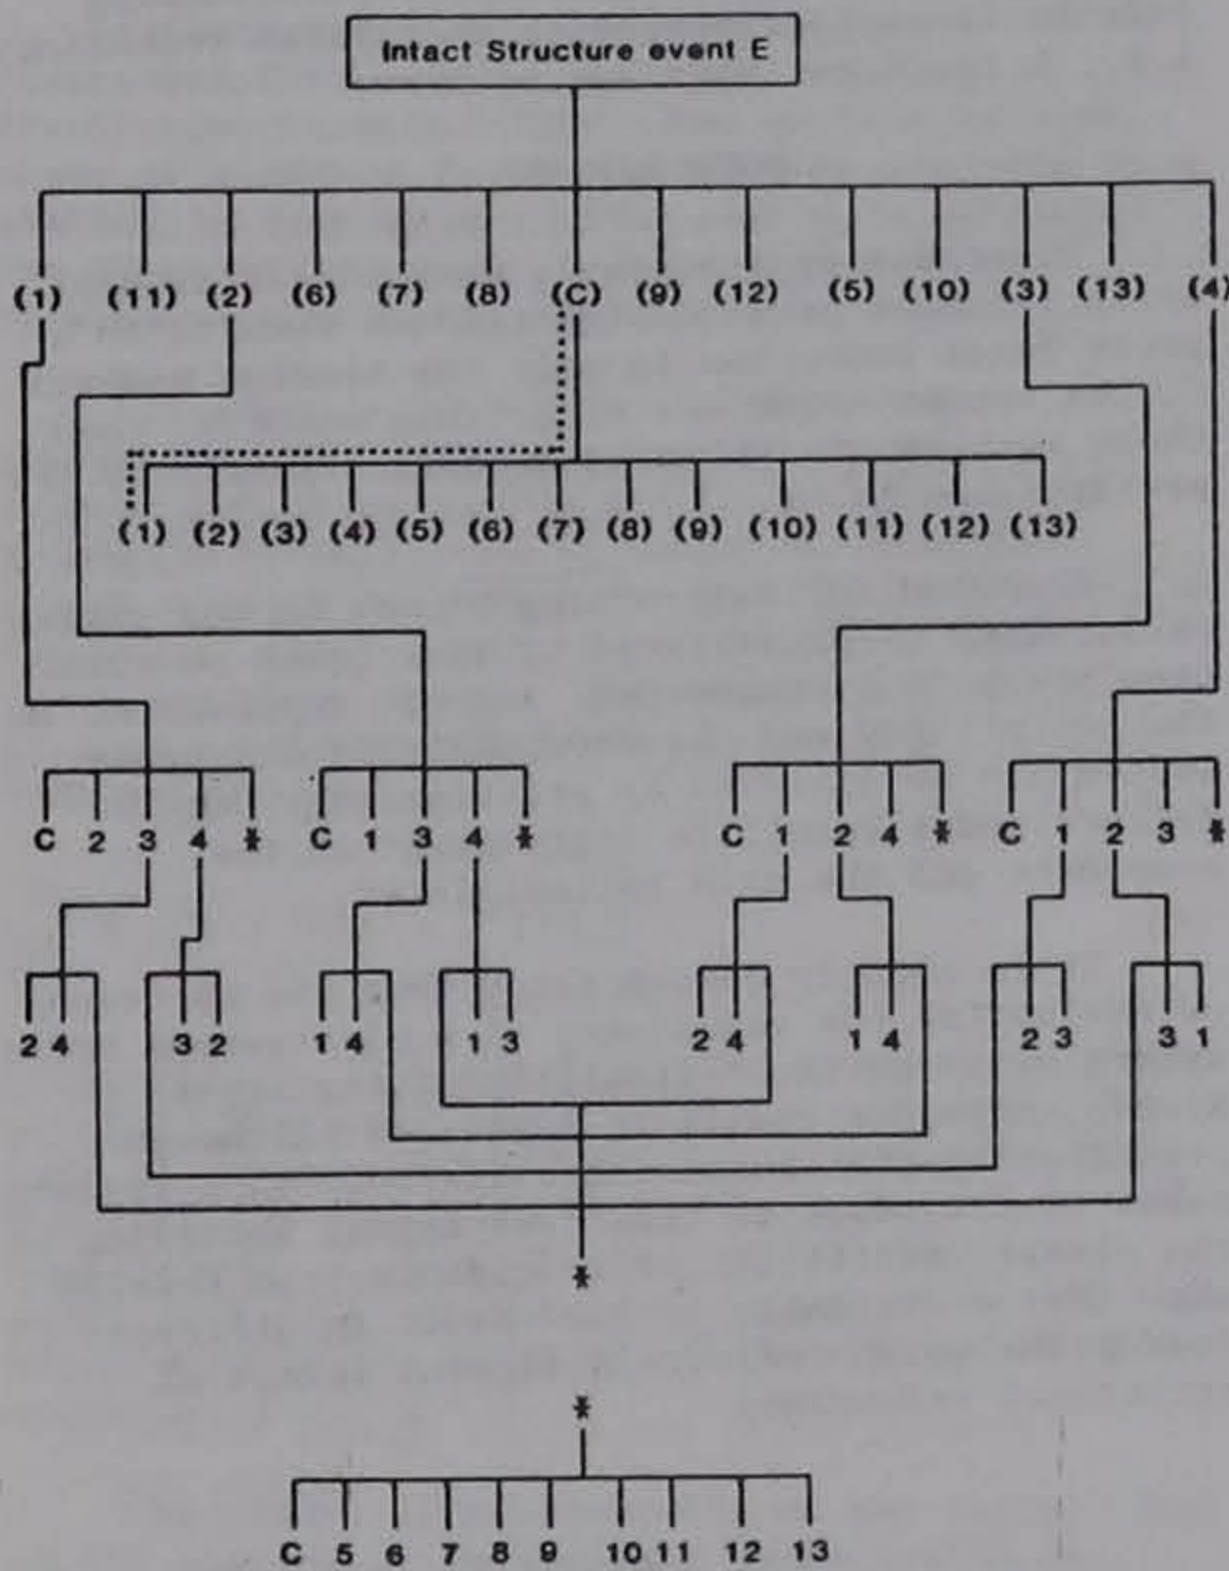 Intact Structure event E
(1) (11) (2) (6) (7) (8) (C) (9) (12) (5) (10) (3) (13) (4)
(1) (2) (3) (4) (5) (6) (7) (8) (9) (10) (11) (12) (13)
C 2 3 4 * C 1 3 4 * C 1 2 4 * C 1 2 3 *
2 4 3 2 1 4 1 3 2 4 1 4 2 3 3 1
*
*
C 5 6 7 8 9 10 11 12 13